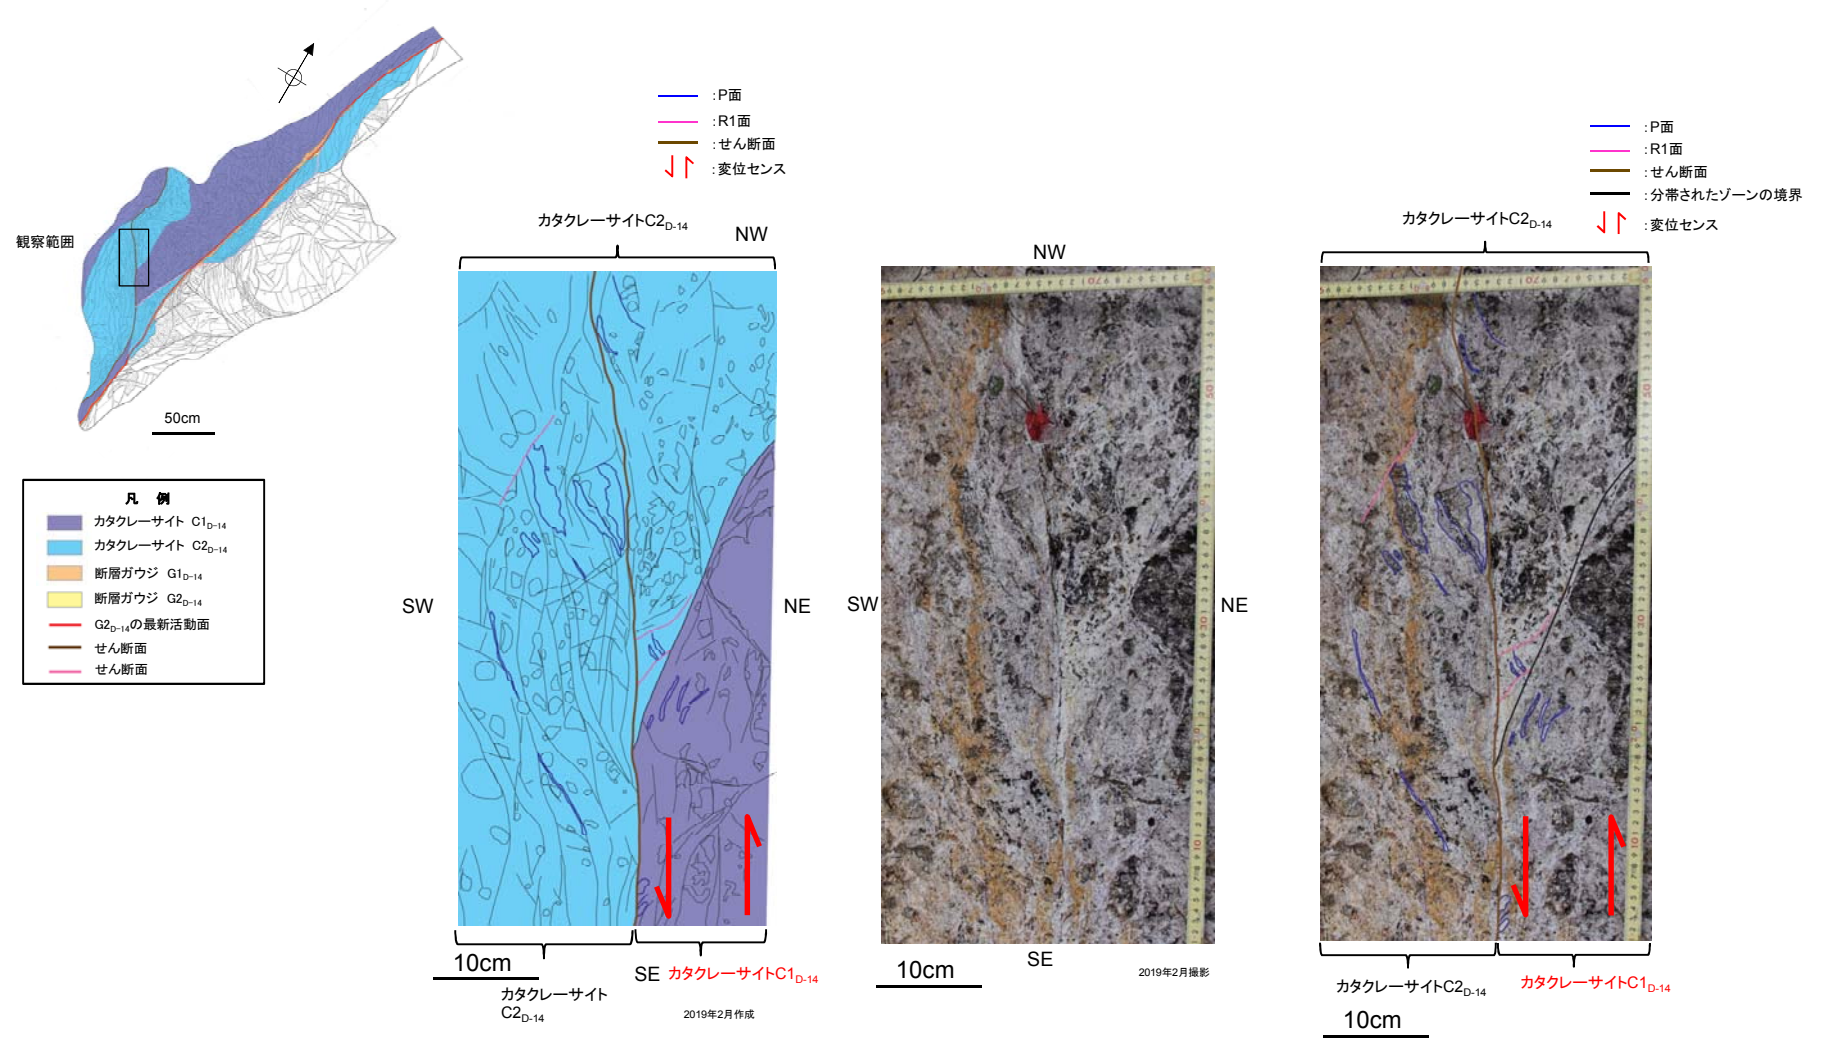 観察範囲
50cm
凡 例
カタクレーサイト C1D-14
カタクレーサイト C2D-14
断層ガウジ G1D-14
断層ガウジ G2D-14
G2D-14の最新活動面
せん断面
せん断面
:P面
:R1面
:せん断面
:変位センス
カタクレーサイトC2D-14
NW
SW
NE
10cm
SE
カタクレーサイトC1D-14
カタクレーサイト
C2D-14
2019年2月作成
NW
SW
NE
10cm
SE
2019年2月撮影
:P面
:R1面
:せん断面
:分帯されたゾーンの境界
:変位センス
カタクレーサイトC2D-14
カタクレーサイトC2D-14
カタクレーサイトC1D-14
10cm